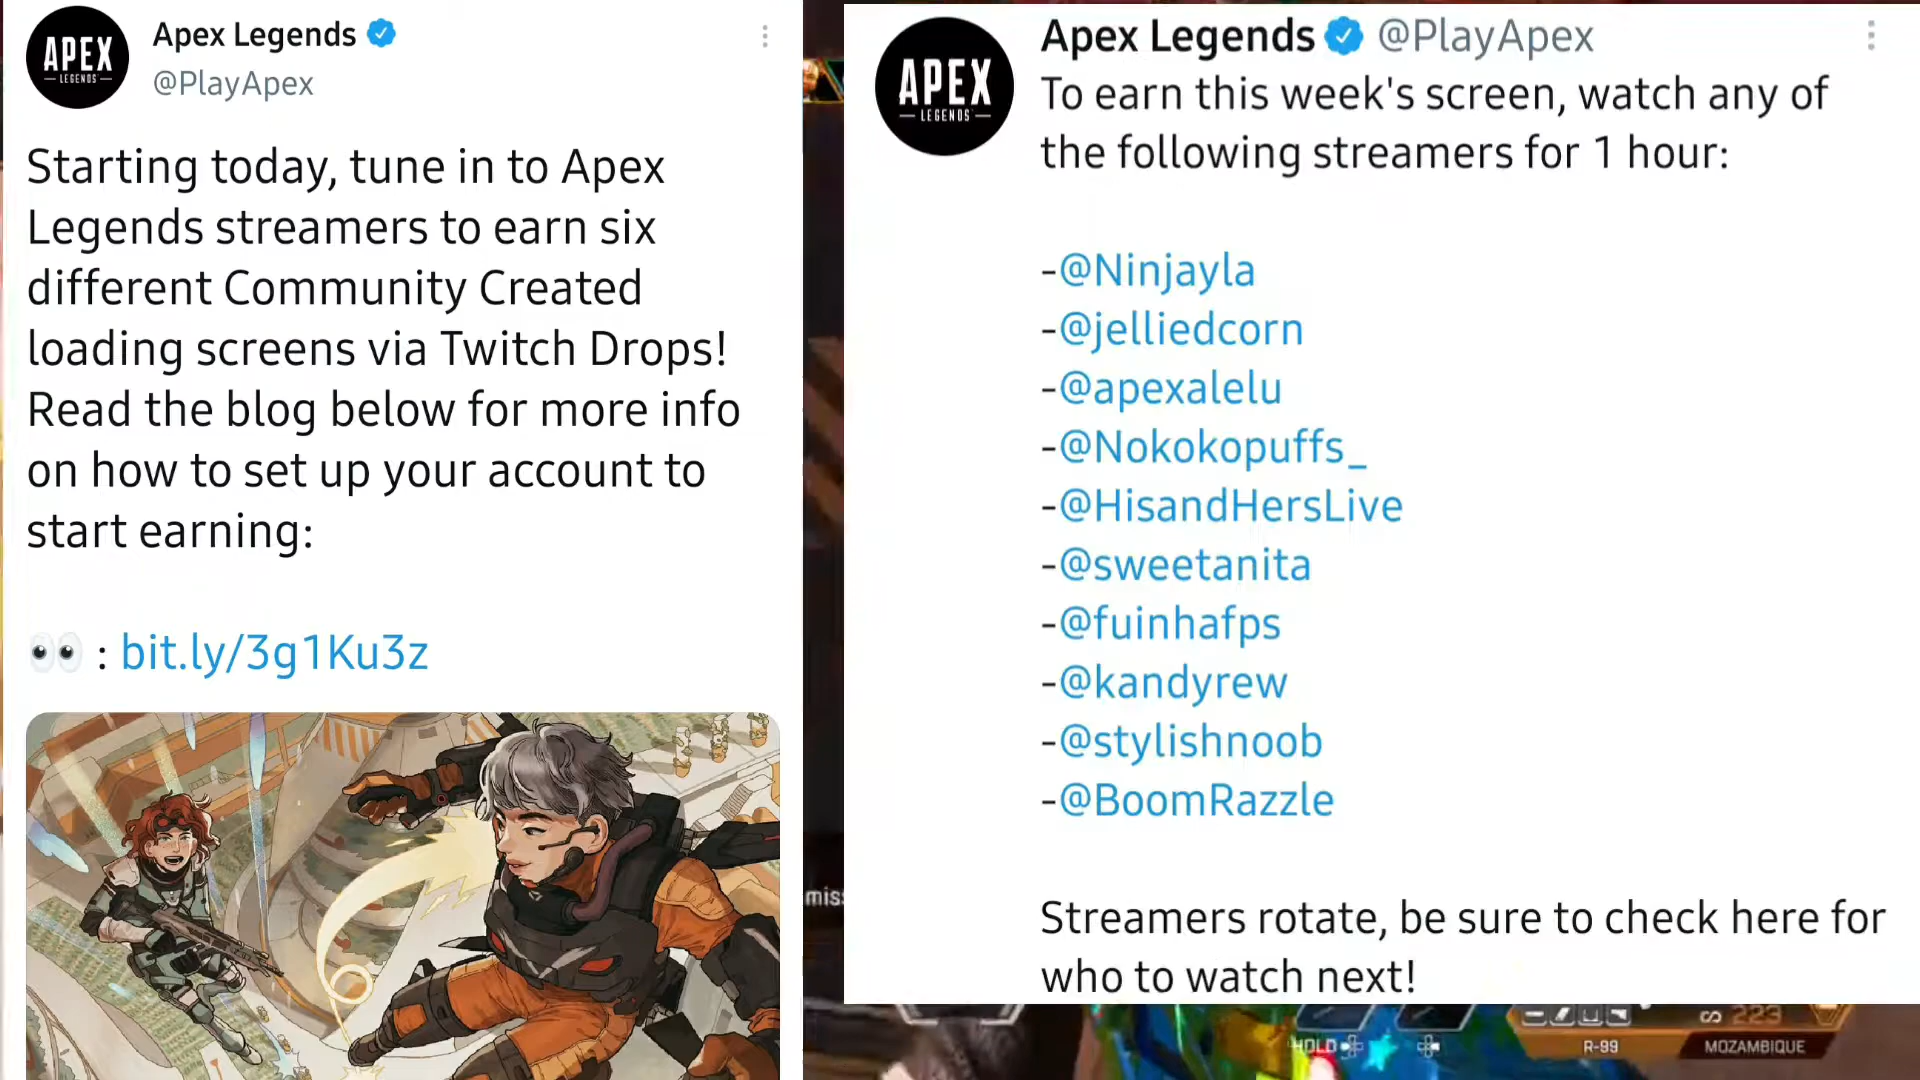 APEX
LEGENDS
Apex Legends
@PlayApex
Starting today, tune in to Apex
Legends streamers to earn six
different Community Created
loading screens via Twitch Drops!
Read the blog below for more info
on how to set up your account to
start earning:
: bit.ly/3g1Ku3z
APEX
LEGENDS
Apex Legends @PlayApex
To earn this week's screen, watch any of
the following streamers for 1 hour:
-@Ninjayla
-@jelliedcorn
-@apexalelu
-@Nokokopuffs_
-@HisandHersLive
-@sweetanita
-@fuinhafps
-@kandyrew
-@stylishnoob
-@BoomRazzle
Streamers rotate, be sure to check here for
who to watch next!
HOLD
223
R-99
MOZAMBIQUE